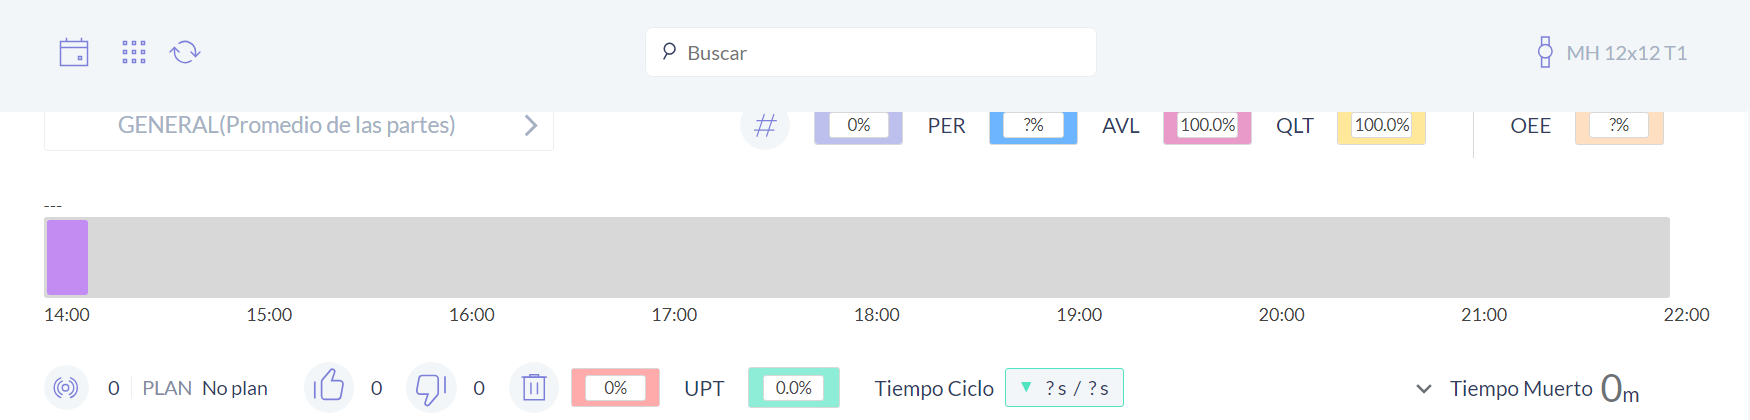 Buscar
MH 12x12 T1
GENERAL(Promedio de las partes)
# 0% PER ?% AVL 100.0% QLT 100.0% OEE ?%
---
14:00 15:00 16:00 17:00 18:00 19:00 20:00 21:00 22:00
0 PLAN No plan 0 0 0% UPT 0.0% Tiempo Ciclo ▼ ? s / ? s Tiempo Muerto 0m